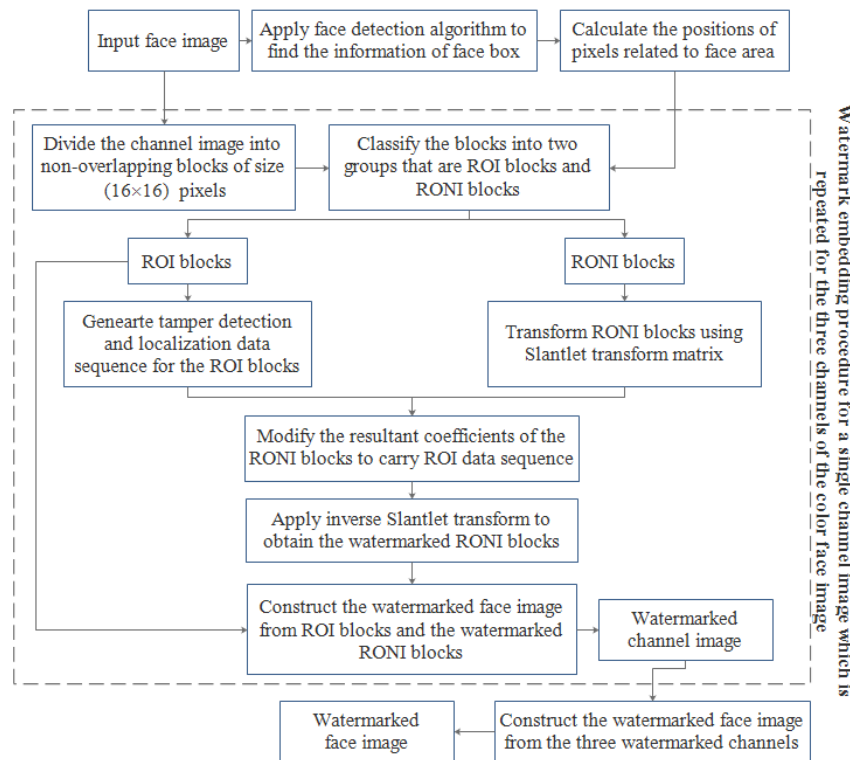 Input face image
Apply face detection algorithm to
find the information of face box
Calculate the positions of
pixels related to face area
Divide the channel image into
non-overlapping blocks of size
(16×16) pixels
Classify the blocks into two
groups that are ROI blocks and
RONI blocks
ROI blocks
RONI blocks
Genearte tamper detection
and localization data
sequence for the ROI blocks
Transform RONI blocks using
Slantlet transform matrix
Modify the resultant coefficients of the
RONI blocks to carry ROI data sequence
Apply inverse Slantlet transform to
obtain the watermarked RONI blocks
Construct the watermarked face image
from ROI blocks and the watermarked
RONI blocks
Watermarked
channel image
Construct the watermarked face image
from the three watermarked channels
Watermarked
face image
Watermark embedding procedure for a single channel image which is
repeated for the three channels of the color face image